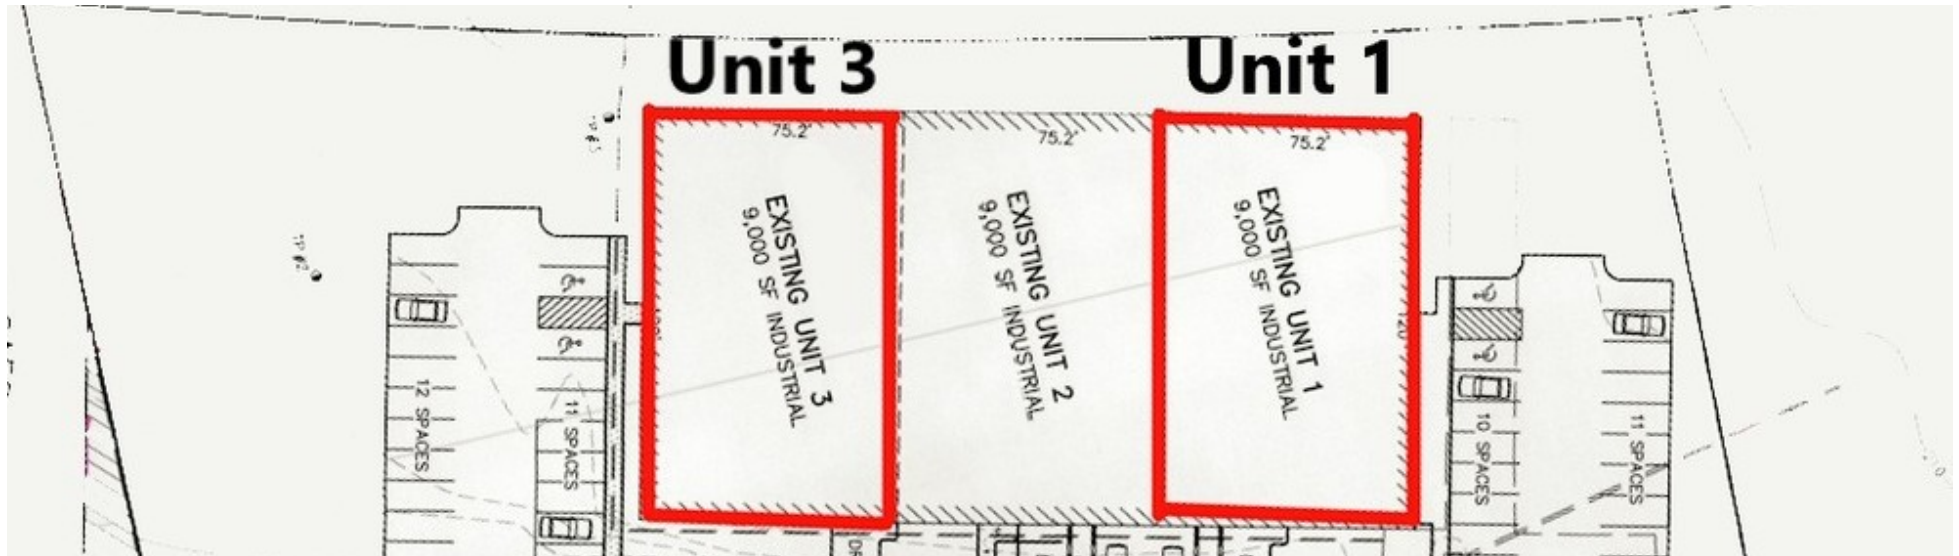 Unit 3
Unit 1
75.2'
75.2'
75.2'
EXISTING UNIT 3
9,000 SF INDUSTRIAL
EXISTING UNIT 2
9,000 SF INDUSTRIAL
EXISTING UNIT 1
9,000 SF INDUSTRIAL
TP #2
12 SPACES
11 SPACES
10 SPACES
11 SPACES